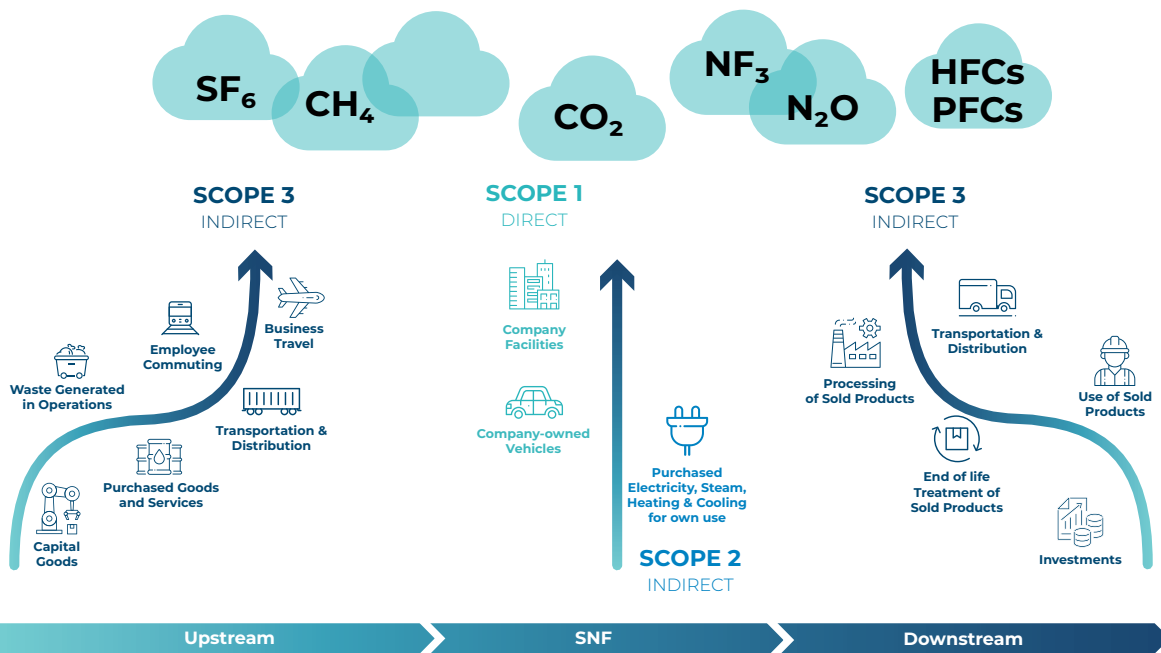 SF₆
CH₄
CO₂
NF₃
N₂O
HFCs
PFCs
SCOPE 3
INDIRECT
Business
Travel
Employee
Commuting
Waste Generated
in Operations
Transportation &
Distribution
Purchased Goods
and Services
Capital
Goods
SCOPE 1
DIRECT
Company
Facilities
Company-owned
Vehicles
Purchased
Electricity, Steam,
Heating & Cooling
for own use
SCOPE 2
INDIRECT
SCOPE 3
INDIRECT
Transportation &
Distribution
Processing
of Sold Products
Use of Sold
Products
End of life
Treatment of
Sold Products
Investments
Upstream
SNF
Downstream